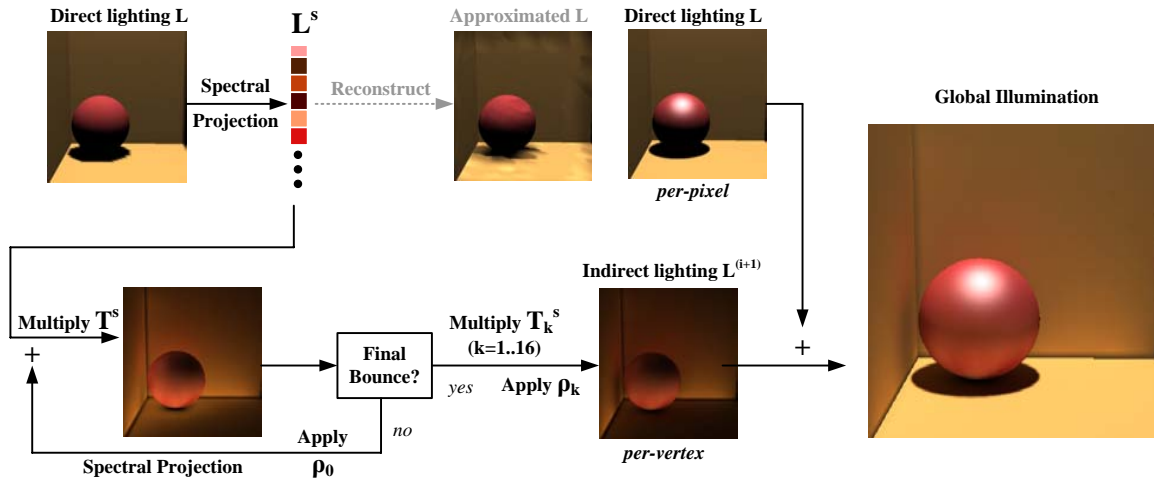 Direct lighting L
L^s
Approximated L
Direct lighting L
Spectral
Projection
Reconstruct
Global Illumination
per-pixel
Indirect lighting L^(i+1)
Multiply T^s
+
Final
Bounce?
Multiply T_k^s
(k=1..16)
yes
Apply ρ_k
+
no
Apply
ρ_0
Spectral Projection
per-vertex